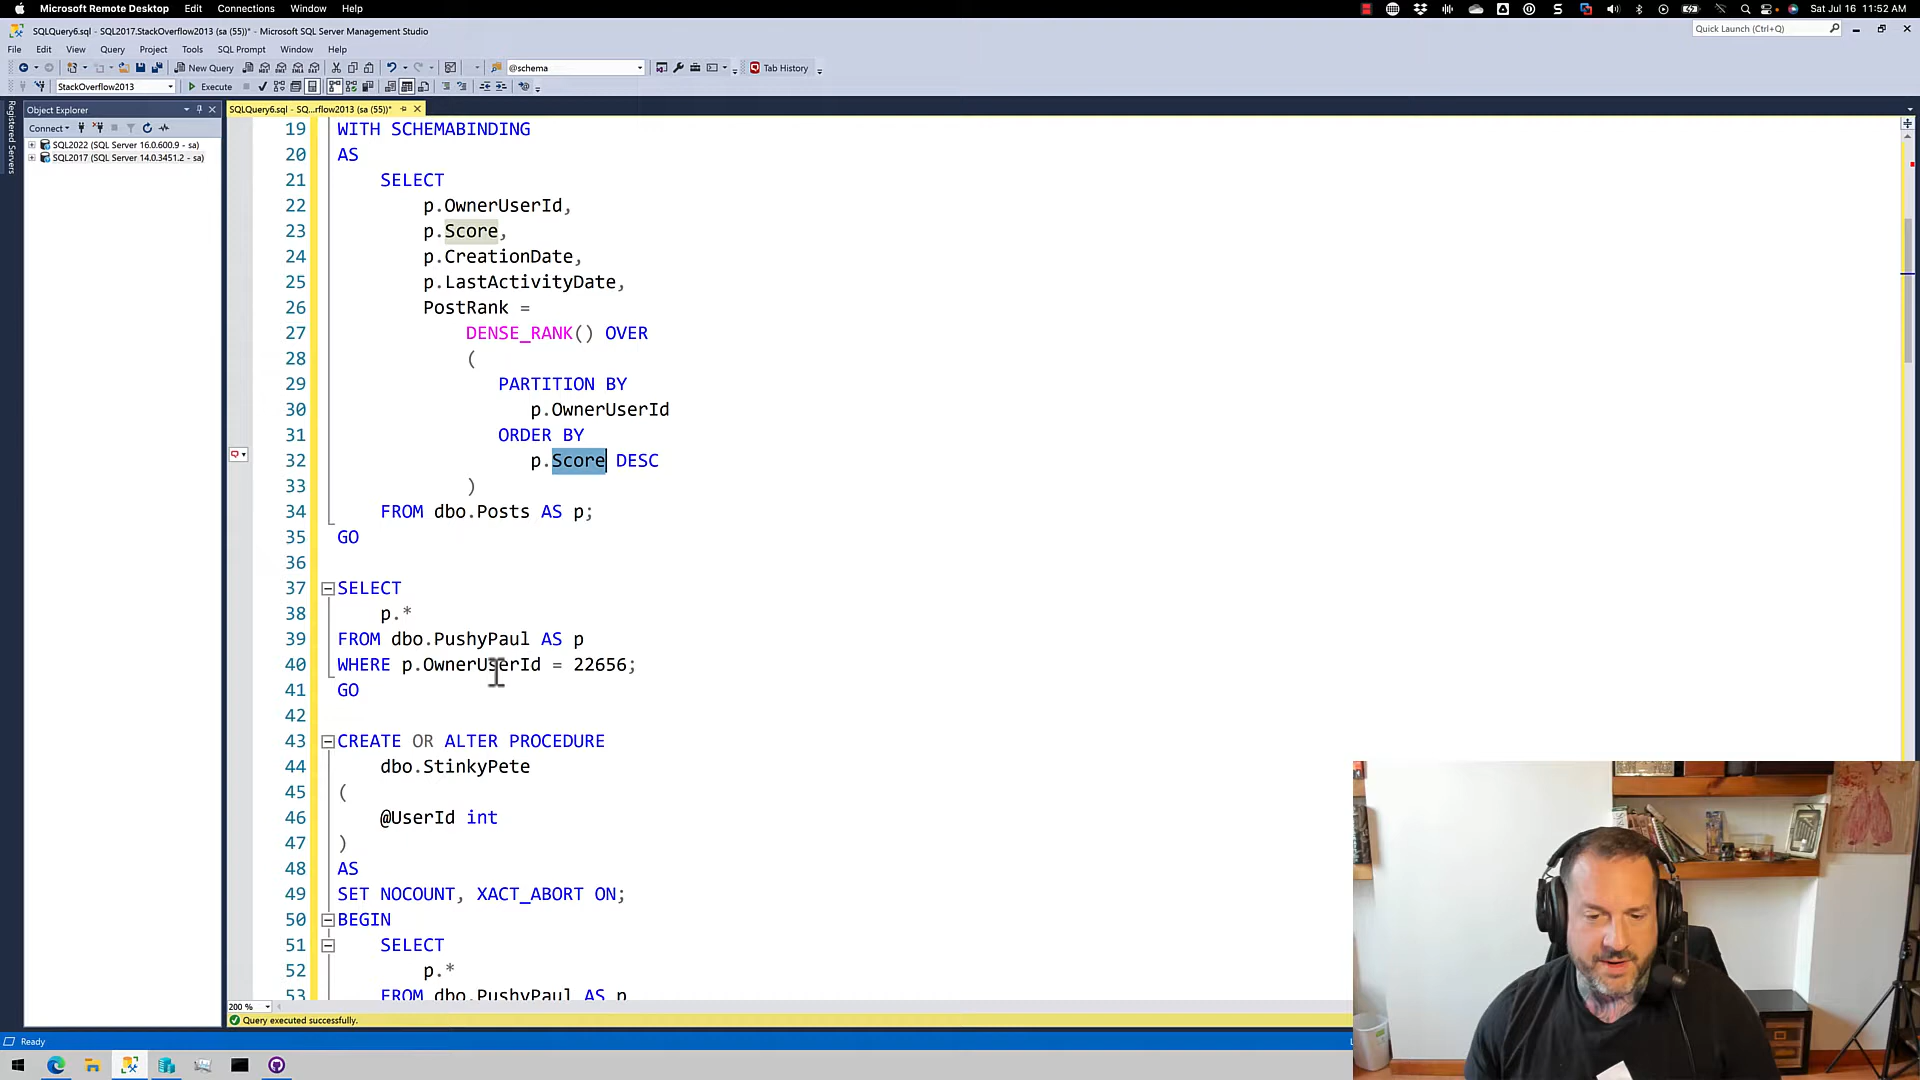 Microsoft Remote Desktop Edit Connections Window Help
Sat Jul 16 11:52 AM
SQLQuery6.sql - SQL2017.StackOverflow2013 (sa (55))* - Microsoft SQL Server Management Studio
Quick Launch (Ctrl+Q)
File Edit View Query Project Tools SQL Prompt Window Help
New Query
@schema
Tab History
StackOverflow2013
Execute
Registered Servers
Object Explorer
Connect
SQL2022 (SQL Server 16.0.600.9 - sa)
SQL2017 (SQL Server 14.0.3451.2 - sa)
SQLQuery6.sql - SQ...rflow2013 (sa (55))*
19 WITH SCHEMABINDING
20 AS
21 SELECT
22 p.OwnerUserId,
23 p.Score,
24 p.CreationDate,
25 p.LastActivityDate,
26 PostRank =
27 DENSE_RANK() OVER
28 (
29 PARTITION BY
30 p.OwnerUserId
31 ORDER BY
32 p.Score DESC
33 )
34 FROM dbo.Posts AS p;
35 GO
36
37 SELECT
38 p.*
39 FROM dbo.PushyPaul AS p
40 WHERE p.OwnerUserId = 22656;
41 GO
42
43 CREATE OR ALTER PROCEDURE
44 dbo.StinkyPete
45 (
46 @UserId int
47 )
48 AS
49 SET NOCOUNT, XACT_ABORT ON;
50 BEGIN
51 SELECT
52 p.*
53 FROM dbo.PushyPaul AS p
200 %
Query executed successfully.
Ready